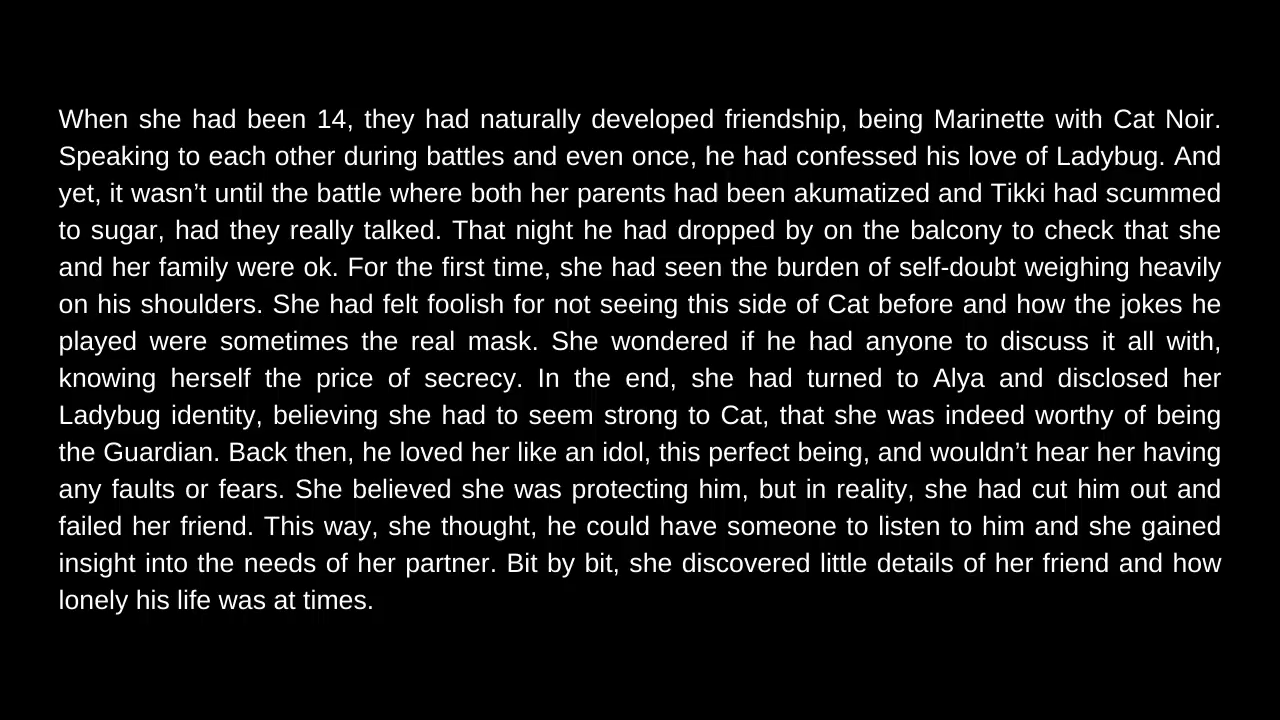 When she had been 14, they had naturally developed friendship, being Marinette with Cat Noir.
Speaking to each other during battles and even once, he had confessed his love of Ladybug. And
yet, it wasn’t until the battle where both her parents had been akumatized and Tikki had scummed
to sugar, had they really talked. That night he had dropped by on the balcony to check that she
and her family were ok. For the first time, she had seen the burden of self-doubt weighing heavily
on his shoulders. She had felt foolish for not seeing this side of Cat before and how the jokes he
played were sometimes the real mask. She wondered if he had anyone to discuss it all with,
knowing herself the price of secrecy. In the end, she had turned to Alya and disclosed her
Ladybug identity, believing she had to seem strong to Cat, that she was indeed worthy of being
the Guardian. Back then, he loved her like an idol, this perfect being, and wouldn’t hear her having
any faults or fears. She believed she was protecting him, but in reality, she had cut him out and
failed her friend. This way, she thought, he could have someone to listen to him and she gained
insight into the needs of her partner. Bit by bit, she discovered little details of her friend and how
lonely his life was at times.